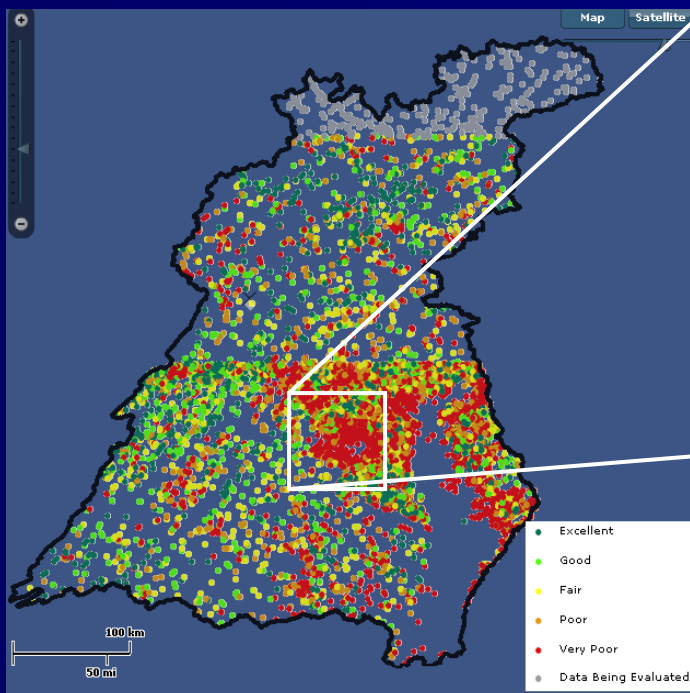 +
Map Satellite
−
Excellent
Good
Fair
Poor
Very Poor
Data Being Evaluated
100 km
50 mi